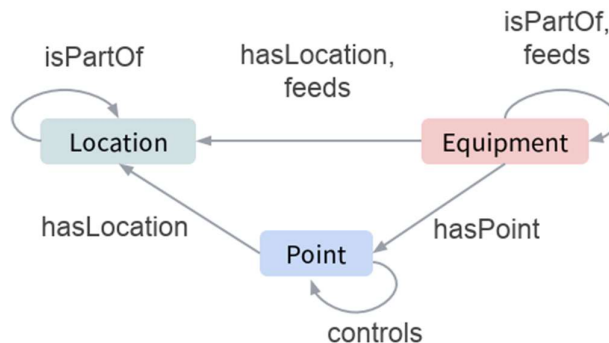 isPartOf
hasLocation,
feeds
isPartOf,
feeds
Location
Equipment
hasLocation
hasPoint
Point
controls